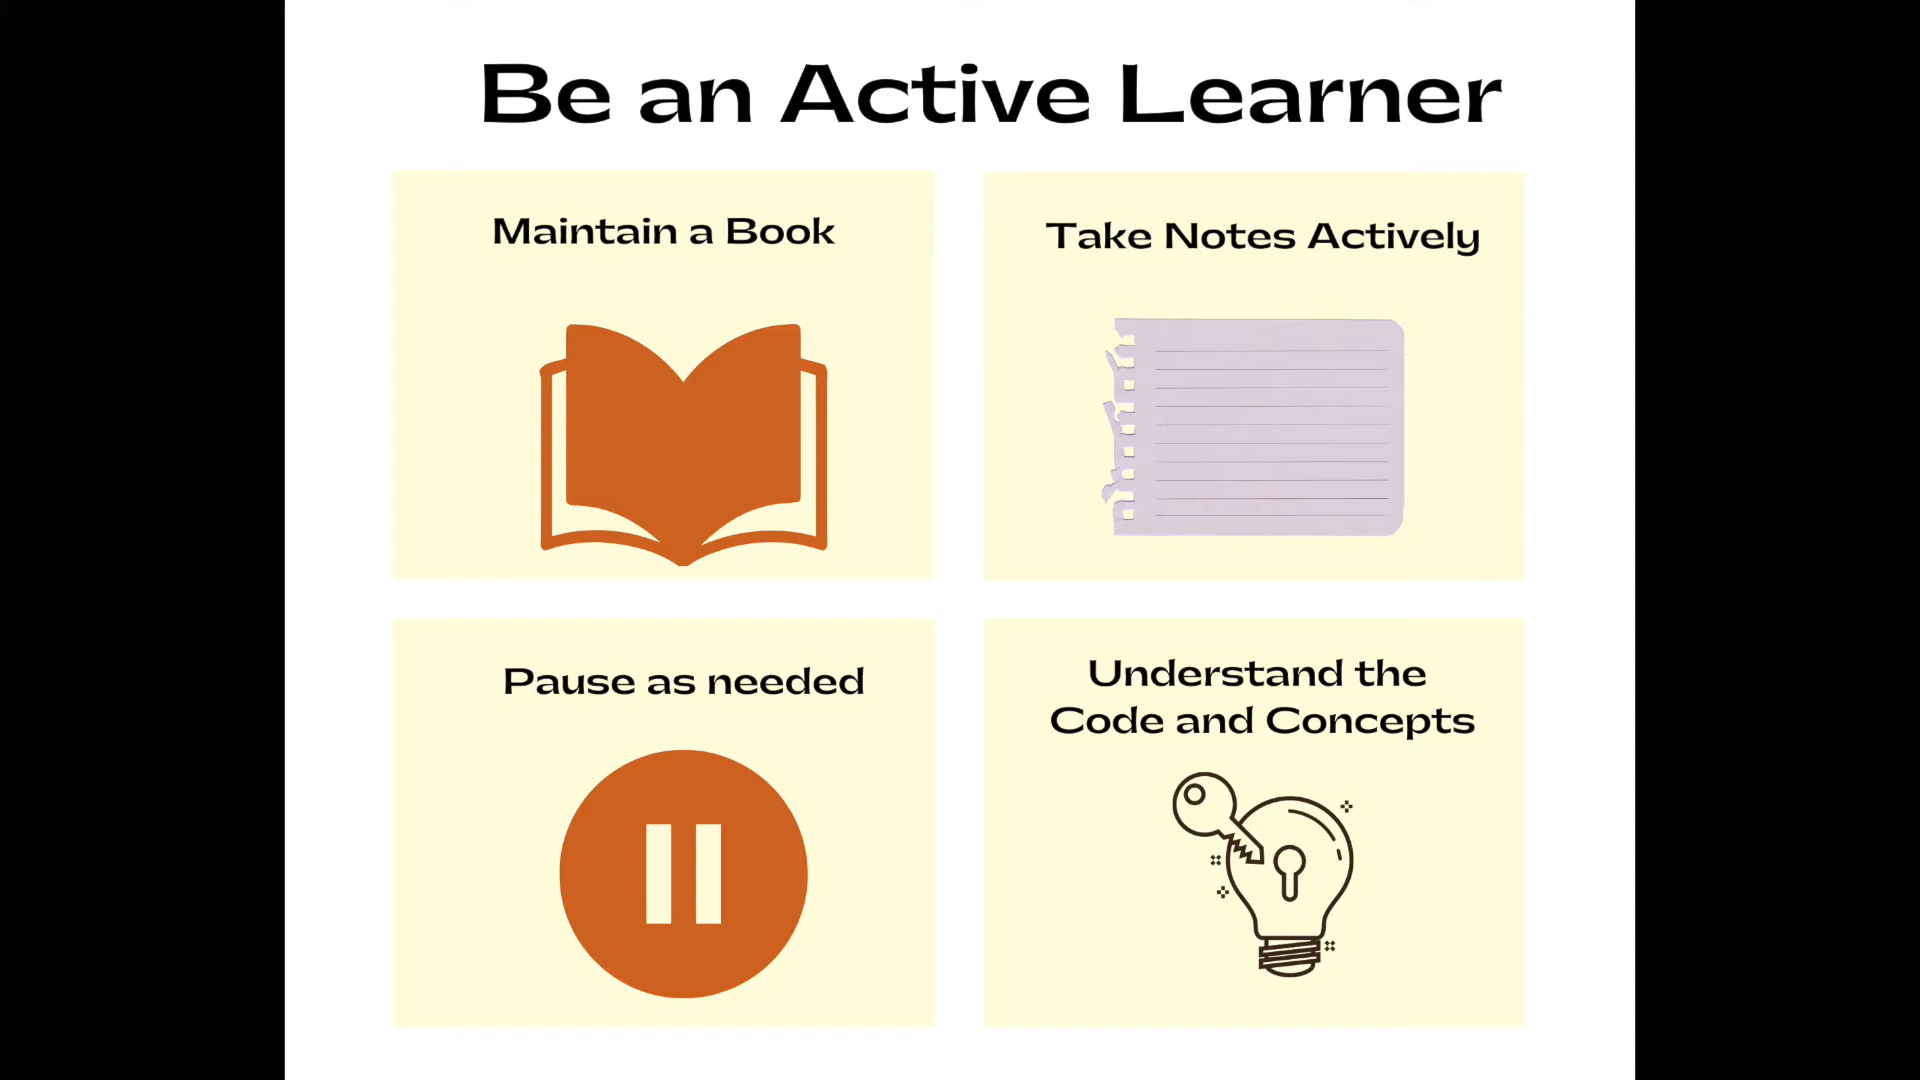 Be an Active Learner
Maintain a Book
Take Notes Actively
Pause as needed
Understand the
Code and Concepts